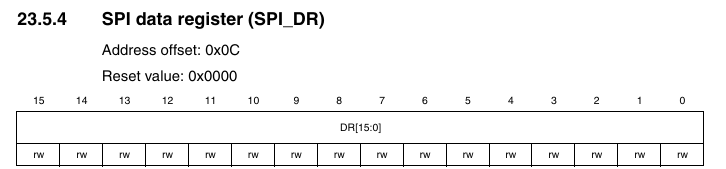 23.5.4 SPI data register (SPI_DR)
Address offset: 0x0C
Reset value: 0x0000
15 14 13 12 11 10 9 8 7 6 5 4 3 2 1 0
DR[15:0]
rw rw rw rw rw rw rw rw rw rw rw rw rw rw rw rw